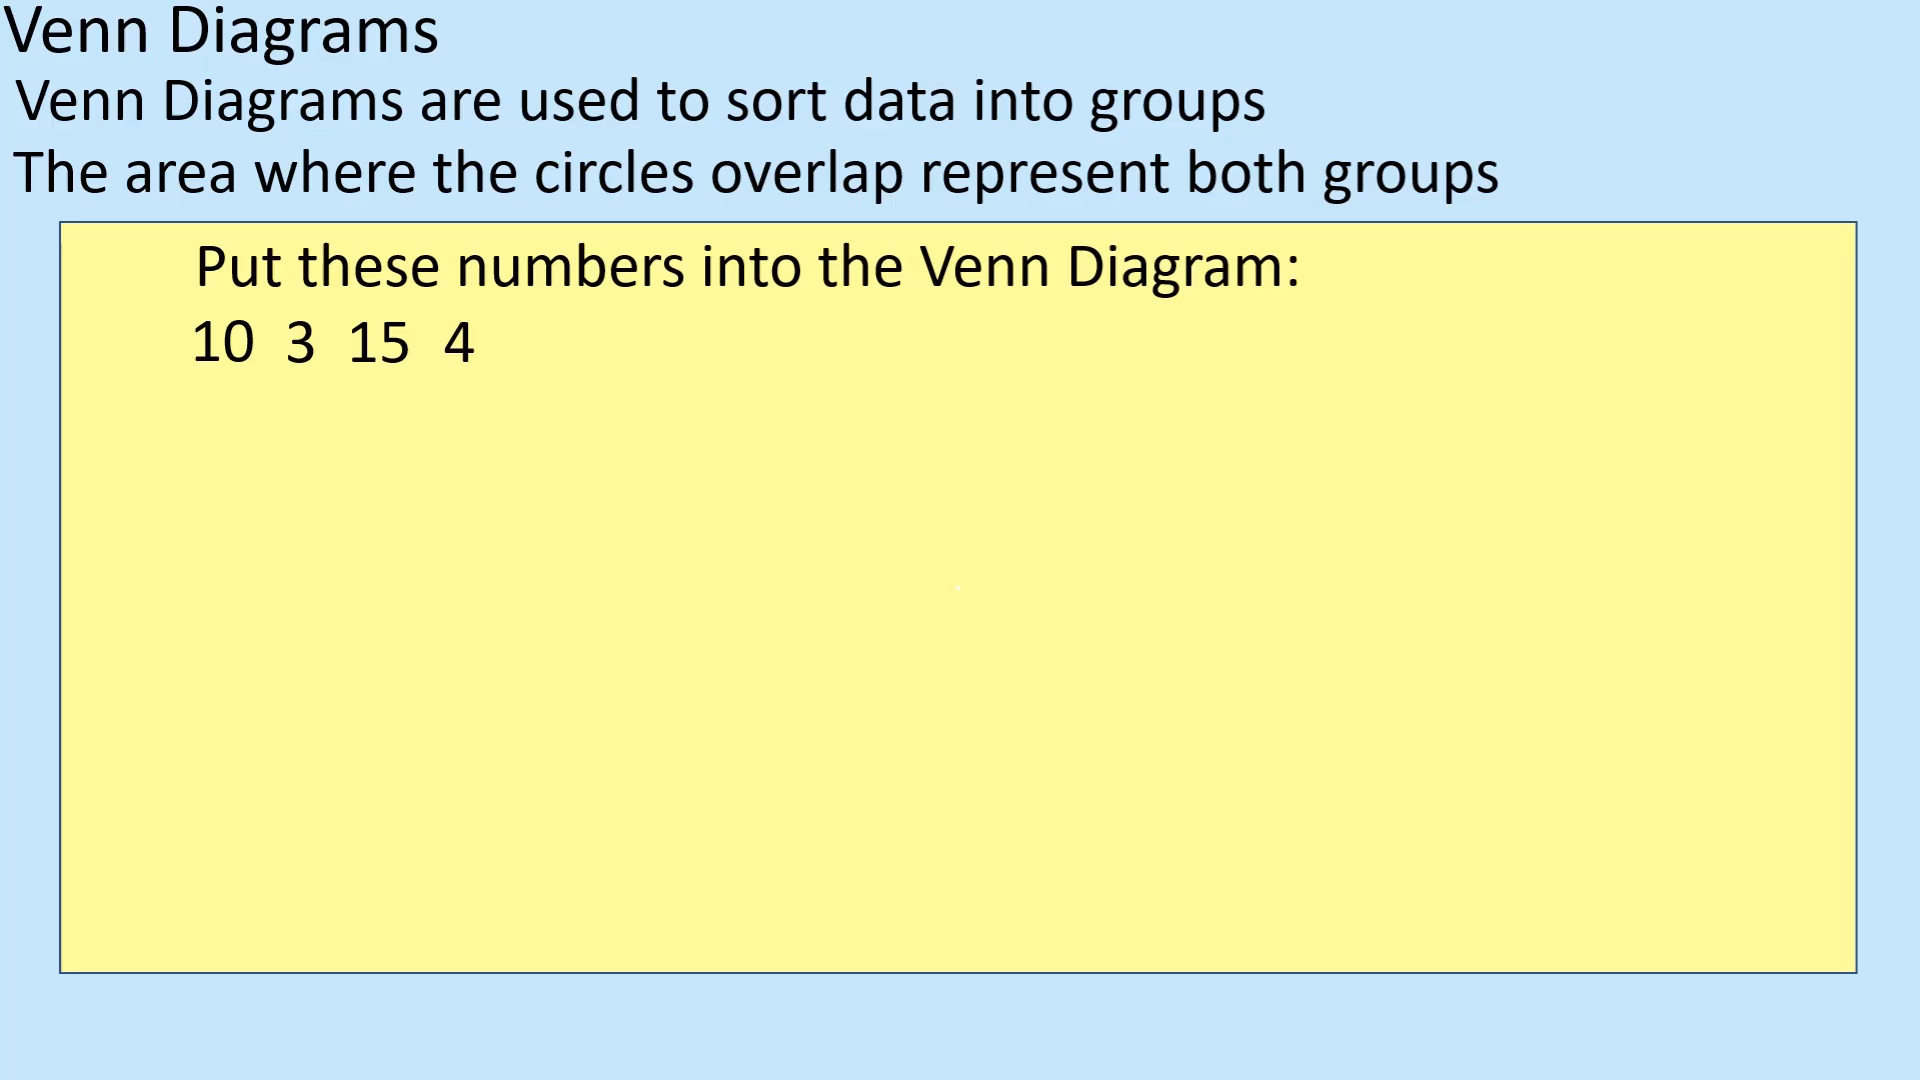 Venn Diagrams
Venn Diagrams are used to sort data into groups
The area where the circles overlap represent both groups
Put these numbers into the Venn Diagram:
10 3 15 4